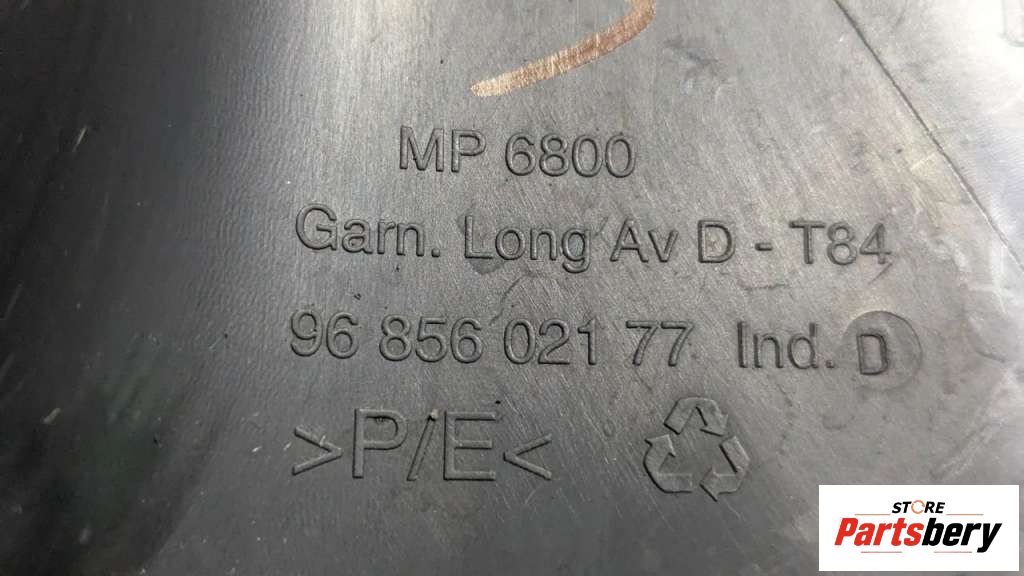 MP 6800
Garn. Long Av D - T84
96 856 021 77 Ind. D
>P/E<
STORE
Partsbery